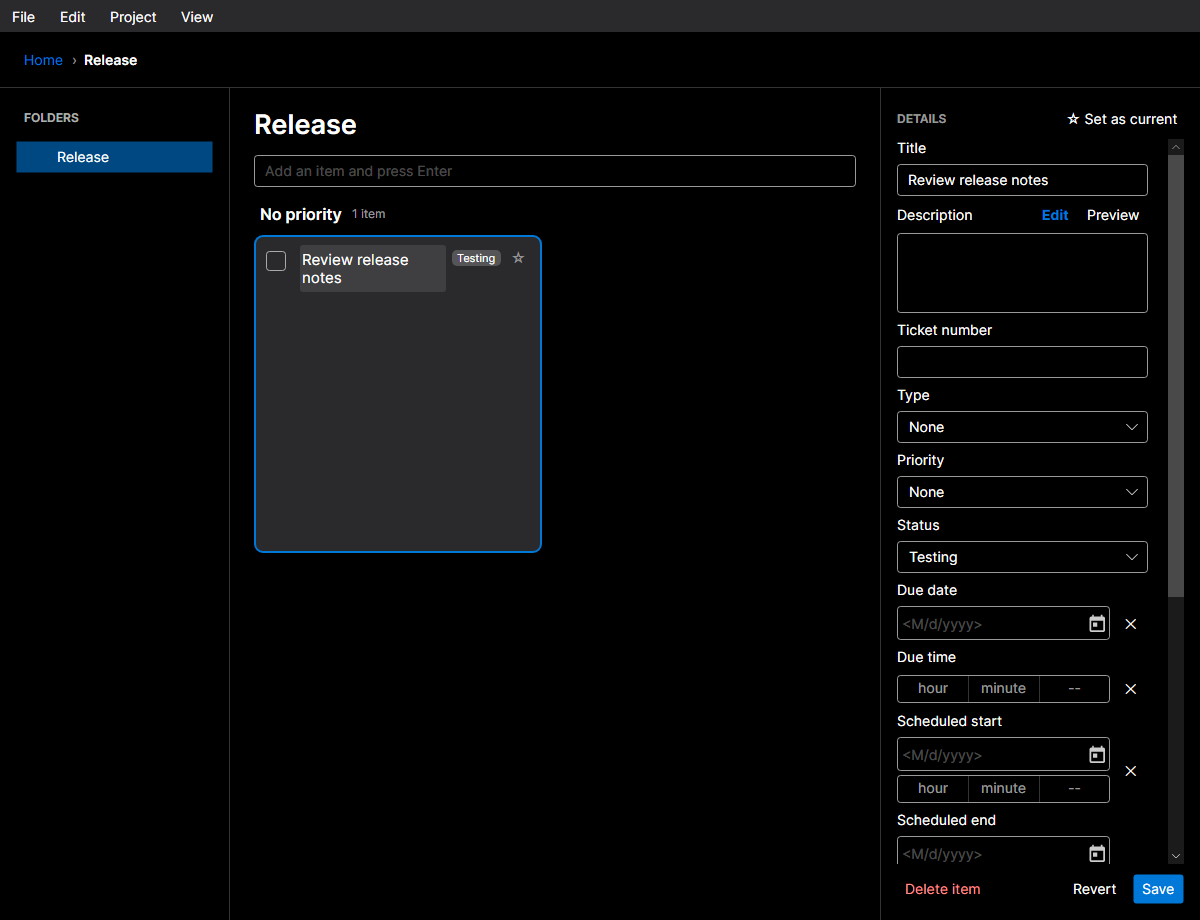 File Edit Project View
Home › Release
FOLDERS
Release
Release
Add an item and press Enter
No priority 1 item
Review release
notes
Testing
DETAILS
Set as current
Title
Review release notes
Description Edit Preview
Ticket number
Type
None
Priority
None
Status
Testing
Due date
<M/d/yyyy>
Due time
hour minute --
Scheduled start
<M/d/yyyy>
hour minute --
Scheduled end
<M/d/yyyy>
Delete item Revert Save